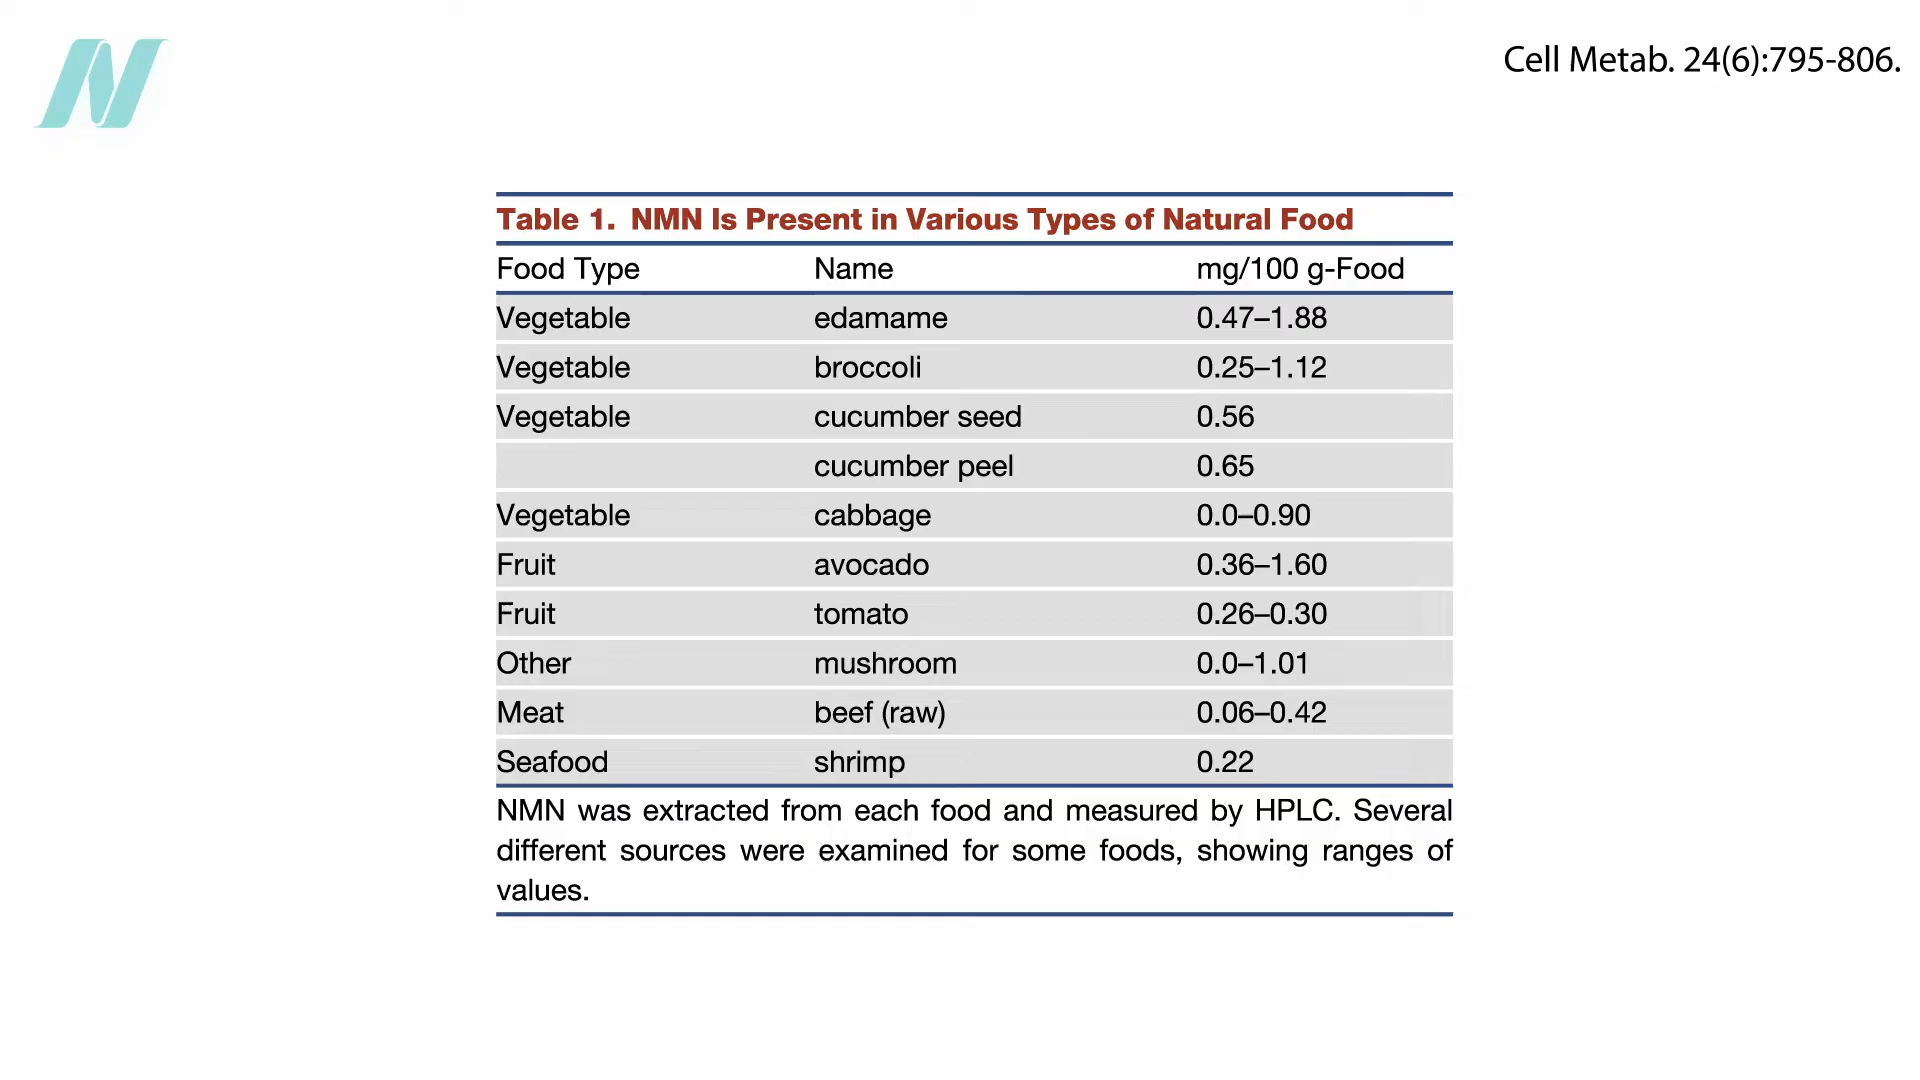 Cell Metab. 24(6):795-806.
Table 1. NMN Is Present in Various Types of Natural Food
Food Type Name mg/100 g-Food
Vegetable edamame 0.47–1.88
Vegetable broccoli 0.25–1.12
Vegetable cucumber seed 0.56
cucumber peel 0.65
Vegetable cabbage 0.0–0.90
Fruit avocado 0.36–1.60
Fruit tomato 0.26–0.30
Other mushroom 0.0–1.01
Meat beef (raw) 0.06–0.42
Seafood shrimp 0.22
NMN was extracted from each food and measured by HPLC. Several
different sources were examined for some foods, showing ranges of
values.